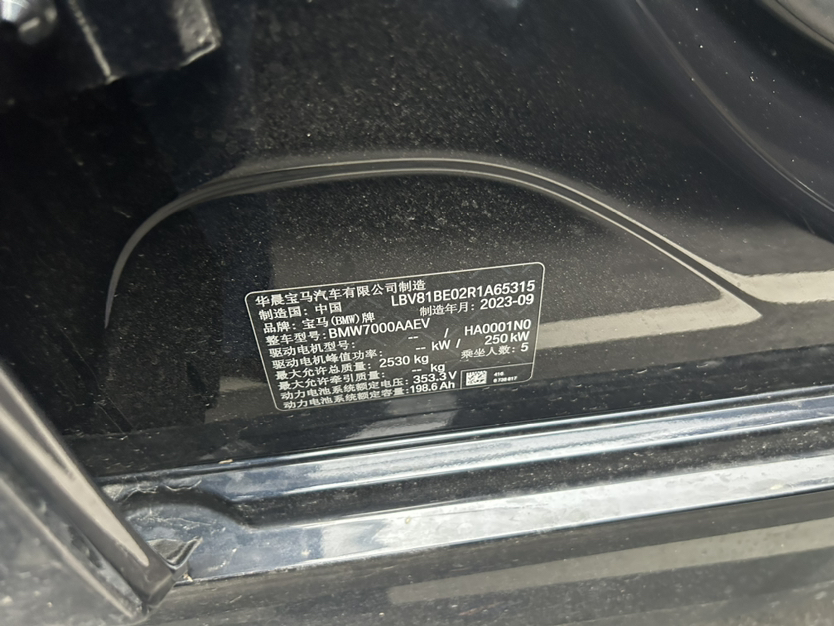 华晨宝马汽车有限公司制造
制造国: 中国 LBV81BE02R1A65315
品牌: 宝马(BMW)牌 制造年月: 2023-09
整车型号: BMW7000AAEV
驱动电机型号: -- / HA0001N0
驱动电机峰值功率: -- kW / 250 kW
最大允许总质量: 2530 kg 乘坐人数: 5
最大允许牵引质量: -- kg
动力电池系统额定电压: 353.3 V
动力电池系统额定容量: 198.6 Ah
416